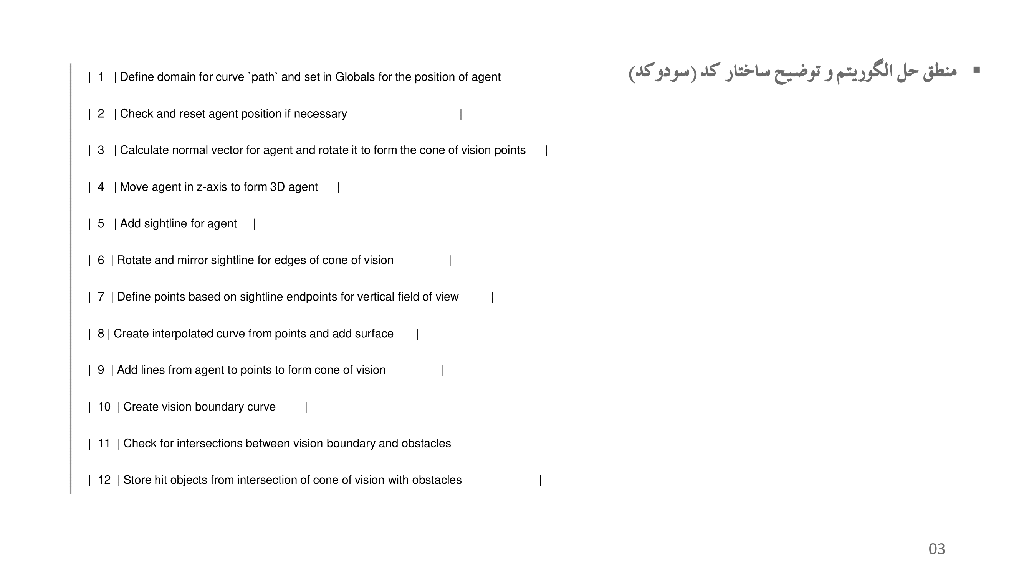 ▪ منطق حل الگوریتم و توضیح ساختار کد (سودوکد)
| 1 | Define domain for curve `path` and set in Globals for the position of agent
| 2 | Check and reset agent position if necessary |
| 3 | Calculate normal vector for agent and rotate it to form the cone of vision points |
| 4 | Move agent in z-axis to form 3D agent |
| 5 | Add sightline for agent |
| 6 | Rotate and mirror sightline for edges of cone of vision |
| 7 | Define points based on sightline endpoints for vertical field of view |
| 8 | Create interpolated curve from points and add surface |
| 9 | Add lines from agent to points to form cone of vision |
| 10 | Create vision boundary curve |
| 11 | Check for intersections between vision boundary and obstacles
| 12 | Store hit objects from intersection of cone of vision with obstacles |
03